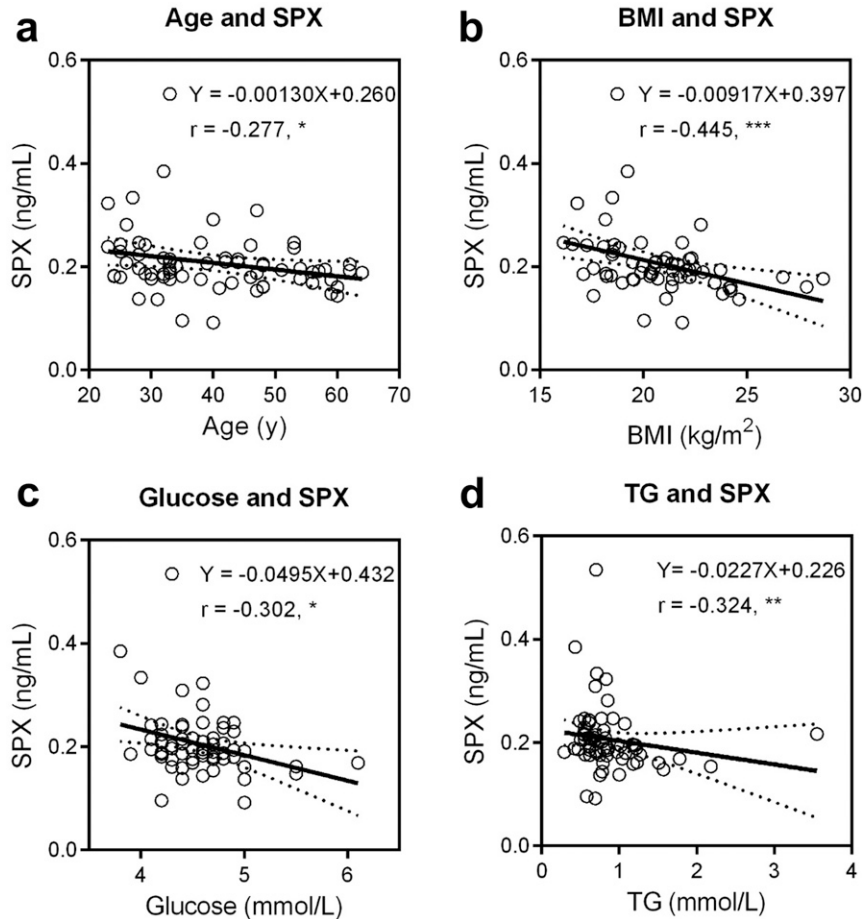 a
Age and SPX
0.6
0.4
0.2
0.0
SPX (ng/mL)
Y = -0.00130X+0.260
r = -0.277, *
20 30 40 50 60 70
Age (y)
b
BMI and SPX
0.6
0.4
0.2
0.0
SPX (ng/mL)
Y = -0.00917X+0.397
r = -0.445, ***
15 20 25 30
BMI (kg/m²)
c
Glucose and SPX
0.6
0.4
0.2
0.0
SPX (ng/mL)
Y = -0.0495X+0.432
r = -0.302, *
4 5 6
Glucose (mmol/L)
d
TG and SPX
0.6
0.4
0.2
0.0
SPX (ng/mL)
Y= -0.0227X+0.226
r = -0.324, **
0 1 2 3 4
TG (mmol/L)